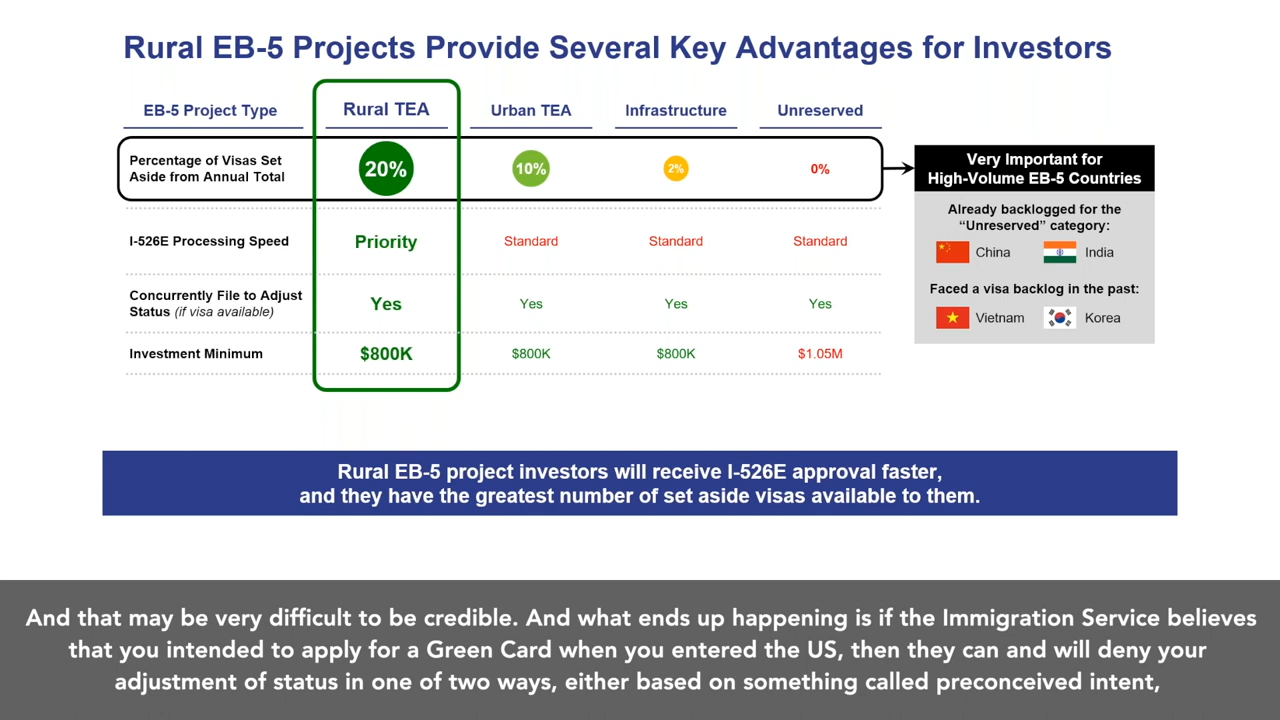 Rural EB-5 Projects Provide Several Key Advantages for Investors
EB-5 Project Type
Rural TEA
Urban TEA
Infrastructure
Unreserved
Percentage of Visas Set
Aside from Annual Total
20%
10%
2%
0%
I-526E Processing Speed
Priority
Standard
Standard
Standard
Concurrently File to Adjust
Status (if visa available)
Yes
Yes
Yes
Yes
Investment Minimum
$800K
$800K
$800K
$1.05M
Very Important for
High-Volume EB-5 Countries
Already backlogged for the
“Unreserved” category:
China
India
Faced a visa backlog in the past:
Vietnam
Korea
Rural EB-5 project investors will receive I-526E approval faster,
and they have the greatest number of set aside visas available to them.
And that may be very difficult to be credible. And what ends up happening is if the Immigration Service believes
that you intended to apply for a Green Card when you entered the US, then they can and will deny your
adjustment of status in one of two ways, either based on something called preconceived intent,